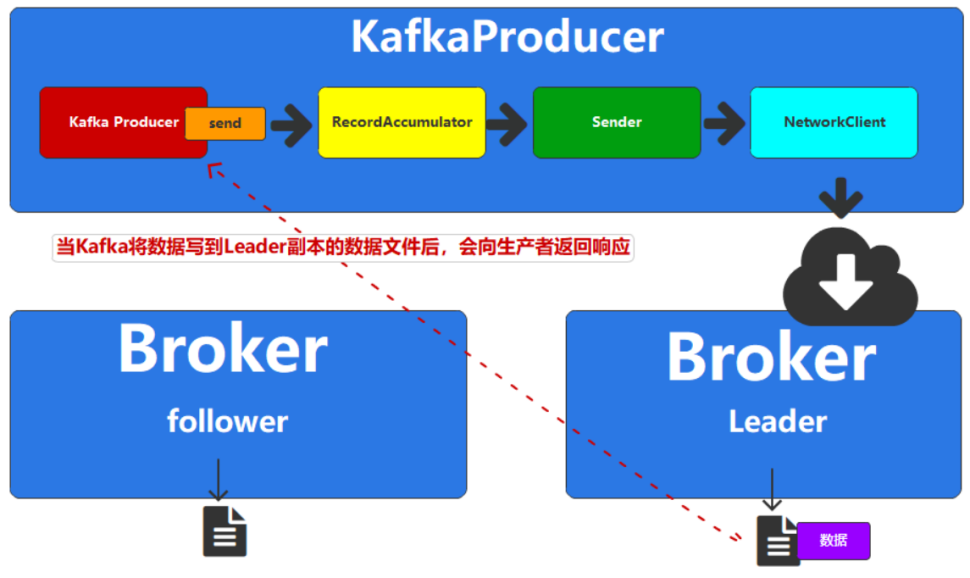 KafkaProducer
Kafka Producer
send
RecordAccumulator
Sender
NetworkClient
当Kafka将数据写到Leader副本的数据文件后，会向生产者返回响应
Broker
follower
Broker
Leader
数据